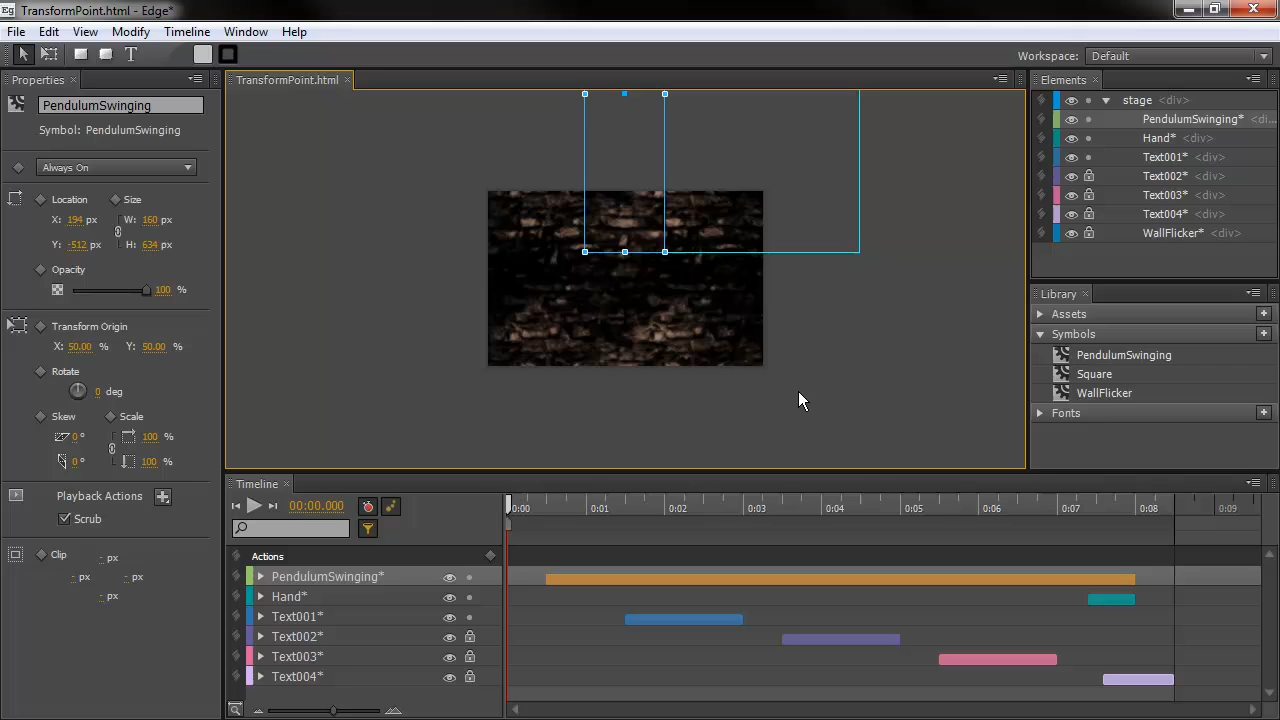 Eg TransformPoint.html - Edge*
File Edit View Modify Timeline Window Help
T Workspace: Default
Properties TransformPoint.html Elements
PendulumSwinging
Symbol: PendulumSwinging
Always On
Location Size
X: 194 px W: 160 px
Y: -512 px H: 634 px
Opacity
100 %
Transform Origin
X: 50.00 % Y: 50.00 %
Rotate
0 deg
Skew Scale
0 ° 100 %
0 ° 100 %
Playback Actions
Scrub
Clip
- px
- px - px
- px
stage <div>
PendulumSwinging* <di...
Hand* <div>
Text001* <div>
Text002* <div>
Text003* <div>
Text004* <div>
WallFlicker* <div>
Library
Assets
Symbols
PendulumSwinging
Square
WallFlicker
Fonts
Timeline
00:00.000 0:00 0:01 0:02 0:03 0:04 0:05 0:06 0:07 0:08 0:09
Actions
PendulumSwinging*
Hand*
Text001*
Text002*
Text003*
Text004*